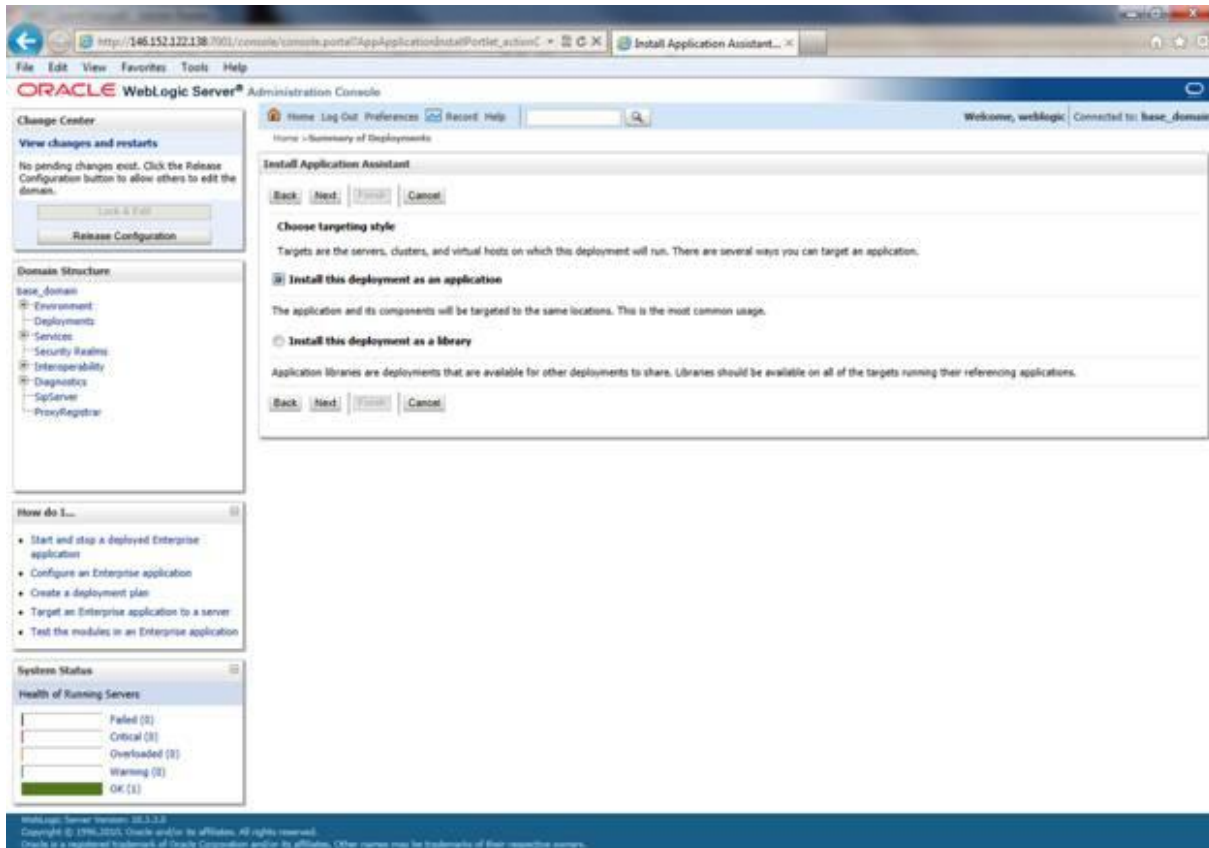 http://146.152.122.138:7001/console/console.portal?AppApplicationInstallPortlet_actionO
Install Application Assistant...
File Edit View Favorites Tools Help
ORACLE WebLogic Server® Administration Console
Change Center
View changes and restarts
No pending changes exist. Click the Release
Configuration button to allow others to edit the
domain.
Lock & Edit
Release Configuration
Domain Structure
base_domain
Environment
Deployments
Services
Security Realms
Interoperability
Diagnostics
SipServer
ProxyRegistrar
How do I...
Start and stop a deployed Enterprise
application
Configure an Enterprise application
Create a deployment plan
Target an Enterprise application to a server
Test the modules in an Enterprise application
System Status
Health of Running Servers
Failed (0)
Critical (0)
Overloaded (0)
Warning (0)
OK (1)
Home Log Out Preferences Record Help
Welcome, weblogic Connected to: base_domain
Home >Summary of Deployments
Install Application Assistant
Back Next Finish Cancel
Choose targeting style
Targets are the servers, clusters, and virtual hosts on which this deployment will run. There are several ways you can target an application.
Install this deployment as an application
The application and its components will be targeted to the same locations. This is the most common usage.
Install this deployment as a library
Application libraries are deployments that are available for other deployments to share. Libraries should be available on all of the targets running their referencing applications.
Back Next Finish Cancel
WebLogic Server Version: 10.3.3.0
Copyright © 1996,2010, Oracle and/or its affiliates. All rights reserved.
Oracle is a registered trademark of Oracle Corporation and/or its affiliates. Other names may be trademarks of their respective owners.